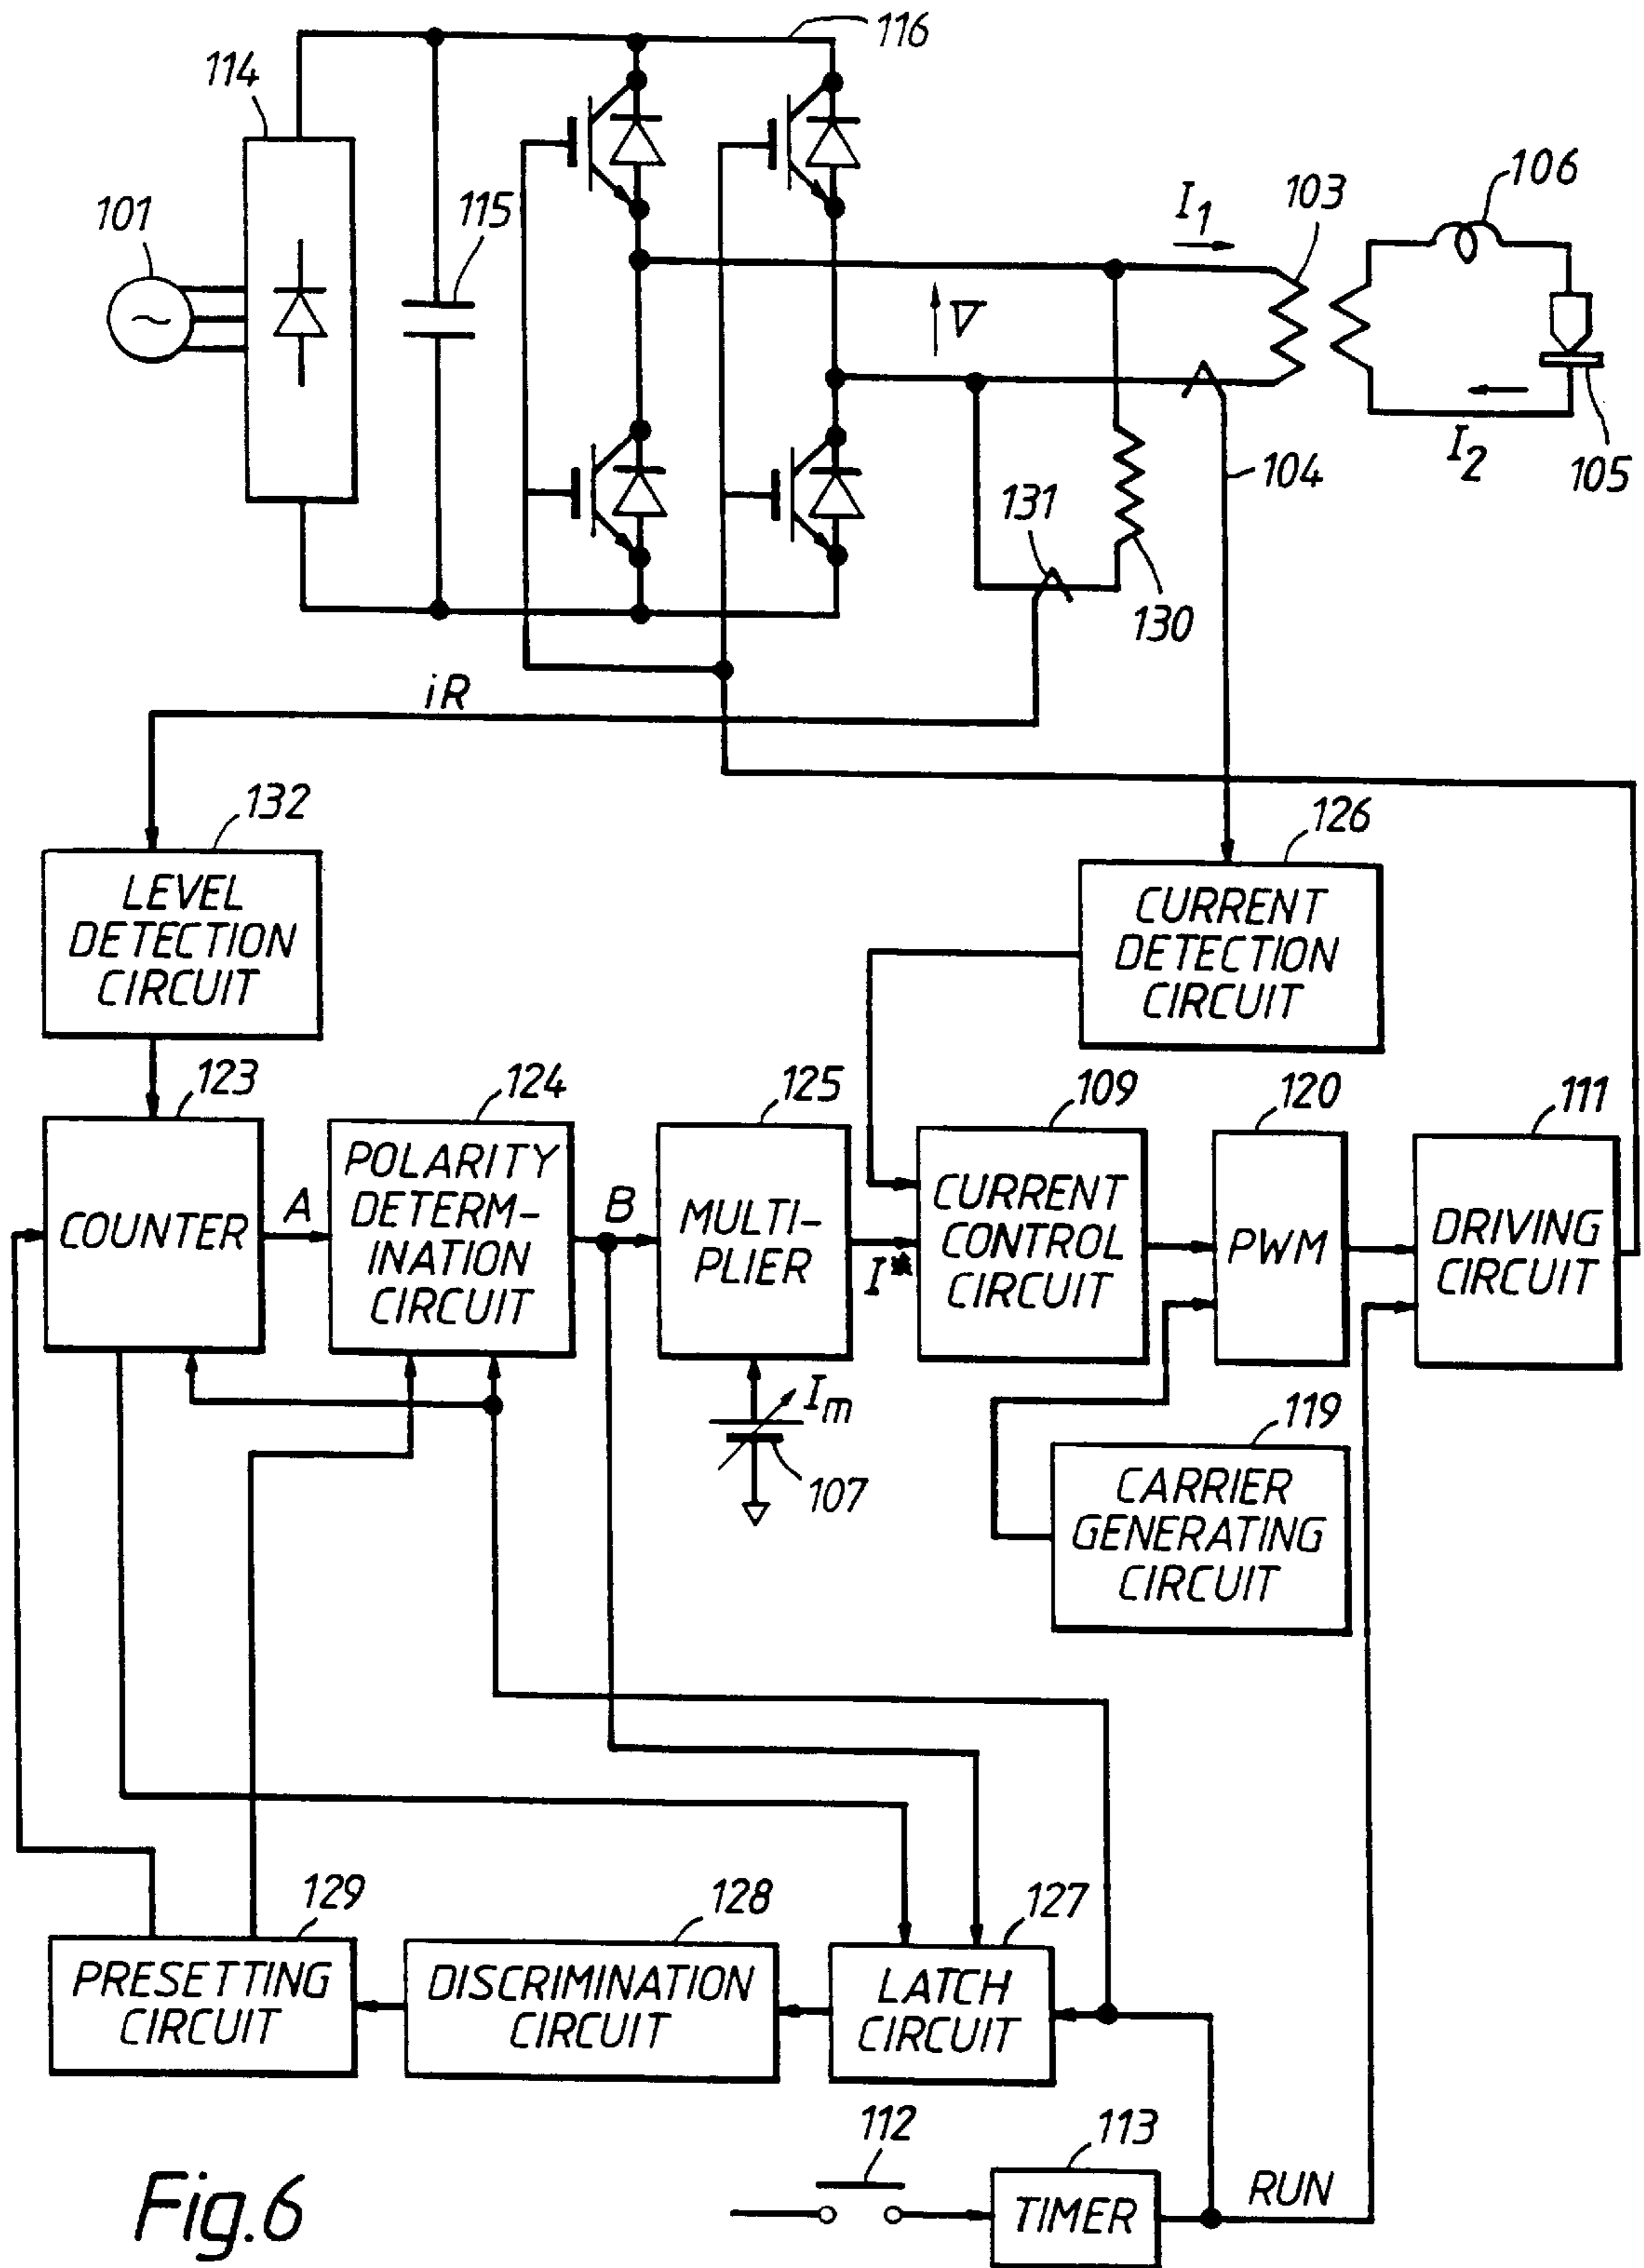 116
114
101
115
I₁
103
106
V
I₂
105
104
131
130
iR
132
LEVEL
DETECTION
CIRCUIT
126
CURRENT
DETECTION
CIRCUIT
123
COUNTER
A
124
POLARITY
DETERM-
INATION
CIRCUIT
B
125
MULTI-
PLIER
I*
109
CURRENT
CONTROL
CIRCUIT
120
PWM
111
DRIVING
CIRCUIT
Im
107
119
CARRIER
GENERATING
CIRCUIT
129
PRESETTING
CIRCUIT
128
DISCRIMINATION
CIRCUIT
127
LATCH
CIRCUIT
112
113
TIMER
RUN
Fig.6